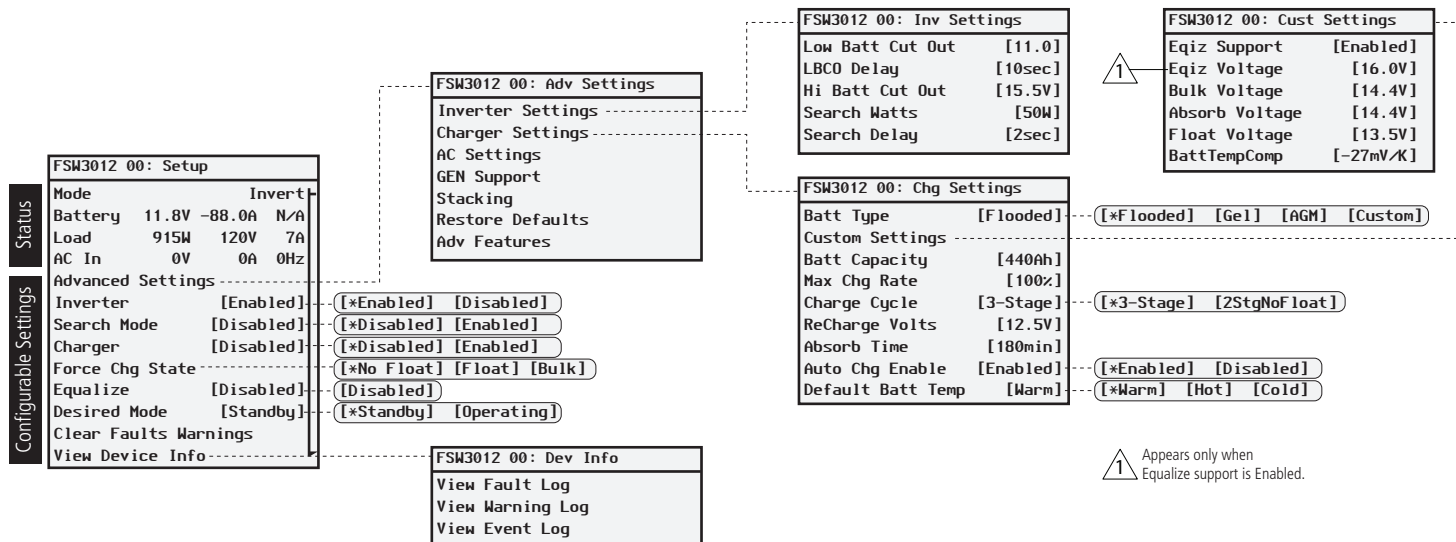 Status
Configurable Settings
FSW3012 00: Setup
Mode Invert
Battery 11.8V -88.0A N/A
Load 915W 120V 7A
AC In 0V 0A 0Hz
Advanced Settings
Inverter [Enabled] [*Enabled] [Disabled]
Search Mode [Disabled] [*Disabled] [Enabled]
Charger [Disabled] [*Disabled] [Enabled]
Force Chg State [*No Float] [Float] [Bulk]
Equalize [Disabled] [Disabled]
Desired Mode [Standby] [*Standby] [Operating]
Clear Faults Warnings
View Device Info
FSW3012 00: Adv Settings
Inverter Settings
Charger Settings
AC Settings
GEN Support
Stacking
Restore Defaults
Adv Features
FSW3012 00: Dev Info
View Fault Log
View Warning Log
View Event Log
FSW3012 00: Inv Settings
Low Batt Cut Out [11.0]
LBCO Delay [10sec]
Hi Batt Cut Out [15.5V]
Search Watts [50W]
Search Delay [2sec]
FSW3012 00: Chg Settings
Batt Type [Flooded] [*Flooded] [Gel] [AGM] [Custom]
Custom Settings
Batt Capacity [440Ah]
Max Chg Rate [100%]
Charge Cycle [3-Stage] [*3-Stage] [2StgNoFloat]
ReCharge Volts [12.5V]
Absorb Time [180min]
Auto Chg Enable [Enabled] [*Enabled] [Disabled]
Default Batt Temp [Warm] [*Warm] [Hot] [Cold]
FSW3012 00: Cust Settings
Eqiz Support [Enabled]
1 Eqiz Voltage [16.0V]
Bulk Voltage [14.4V]
Absorb Voltage [14.4V]
Float Voltage [13.5V]
BattTempComp [-27mV/K]
1 Appears only when
Equalize support is Enabled.